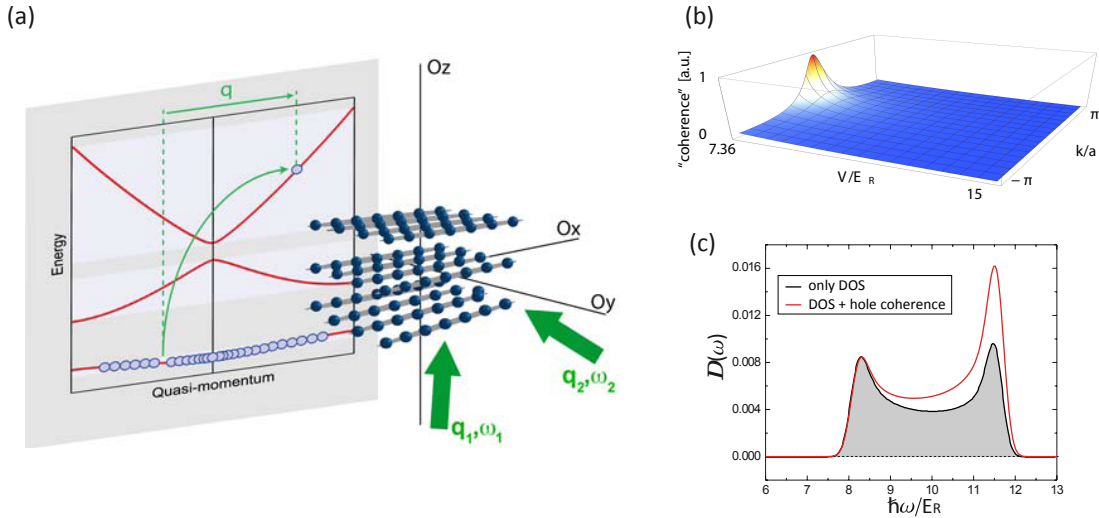 (a)
q
Energy
Quasi-momentum
Oz
Ox
Oy
q₁,ω₁
q₂,ω₂
(b)
"coherence" [a.u.]
1
0
7.36
V/E R
15
−π
k/a
π
(c)
D(ω)
0.016
0.012
0.008
0.004
0.000
only DOS
DOS + hole coherence
6 7 8 9 10 11 12 13
ℏω/ER